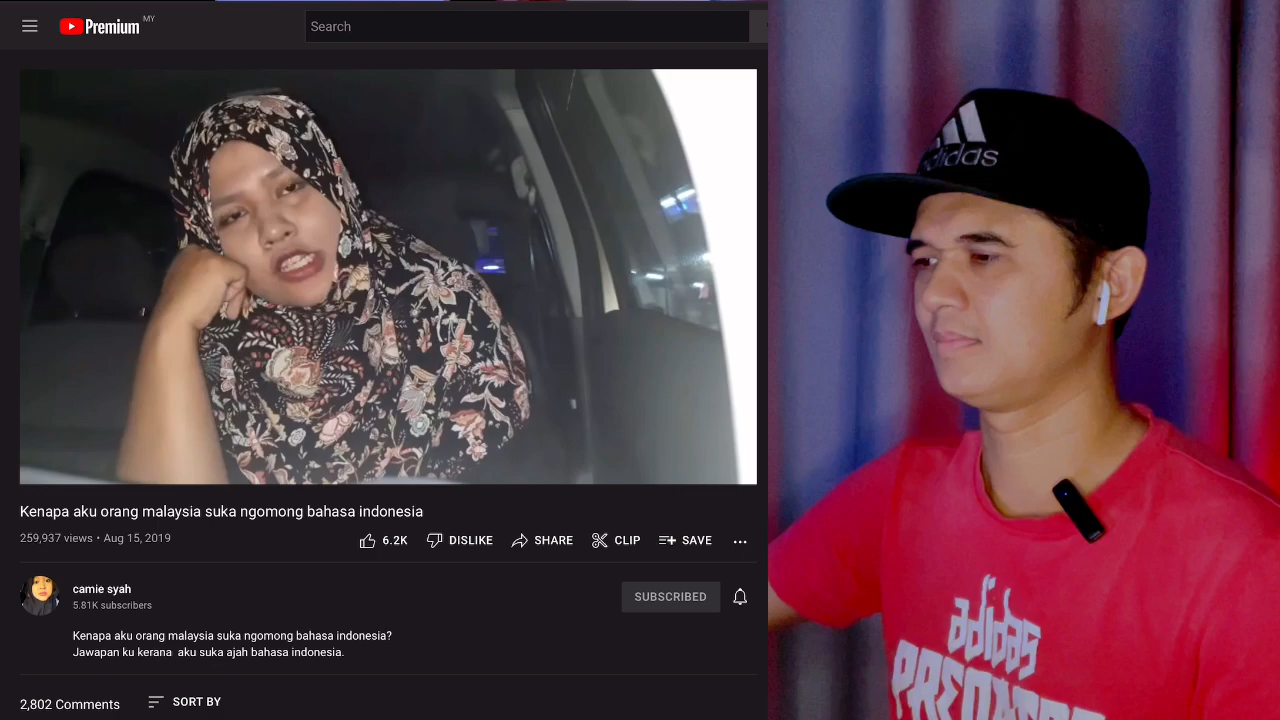 Premium MY
Search
Kenapa aku orang malaysia suka ngomong bahasa indonesia
259,937 views • Aug 15, 2019
6.2K
DISLIKE
SHARE
CLIP
SAVE
camie syah
5.81K subscribers
SUBSCRIBED
Kenapa aku orang malaysia suka ngomong bahasa indonesia?
Jawapan ku kerana aku suka ajah bahasa indonesia.
2,802 Comments
SORT BY
adidas
adidas
PREDATOR